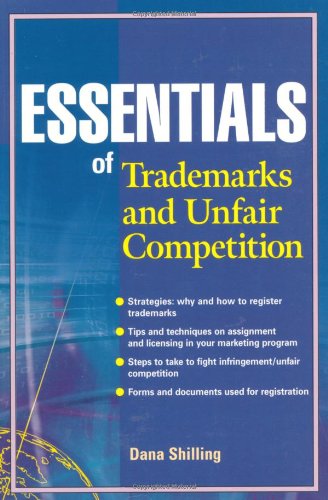 ESSENTIALS
of Trademarks
and Unfair
Competition
Strategies: why and how to register
trademarks
Tips and techniques on assignment
and licensing in your marketing program
Steps to take to fight infringement/unfair
competition
Forms and documents used for registration
Dana Shilling
Copyrighted Material